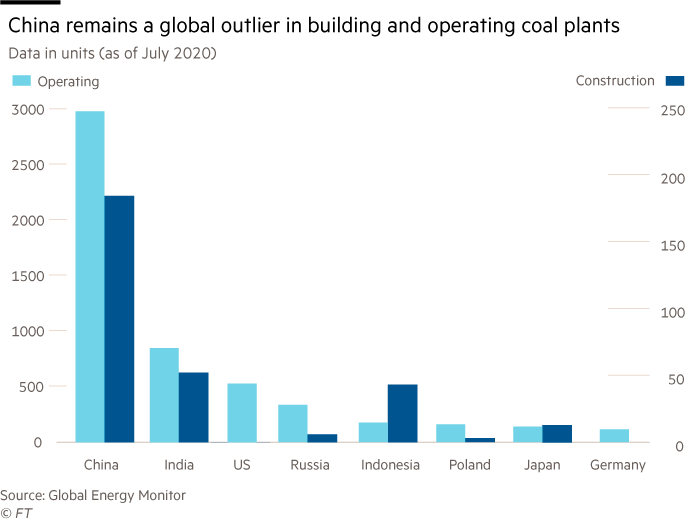 China remains a global outlier in building and operating coal plants
Data in units (as of July 2020)
Operating
Construction
3000
2500
2000
1500
1000
500
0
250
200
150
100
50
0
China India US Russia Indonesia Poland Japan Germany
Source: Global Energy Monitor
© FT